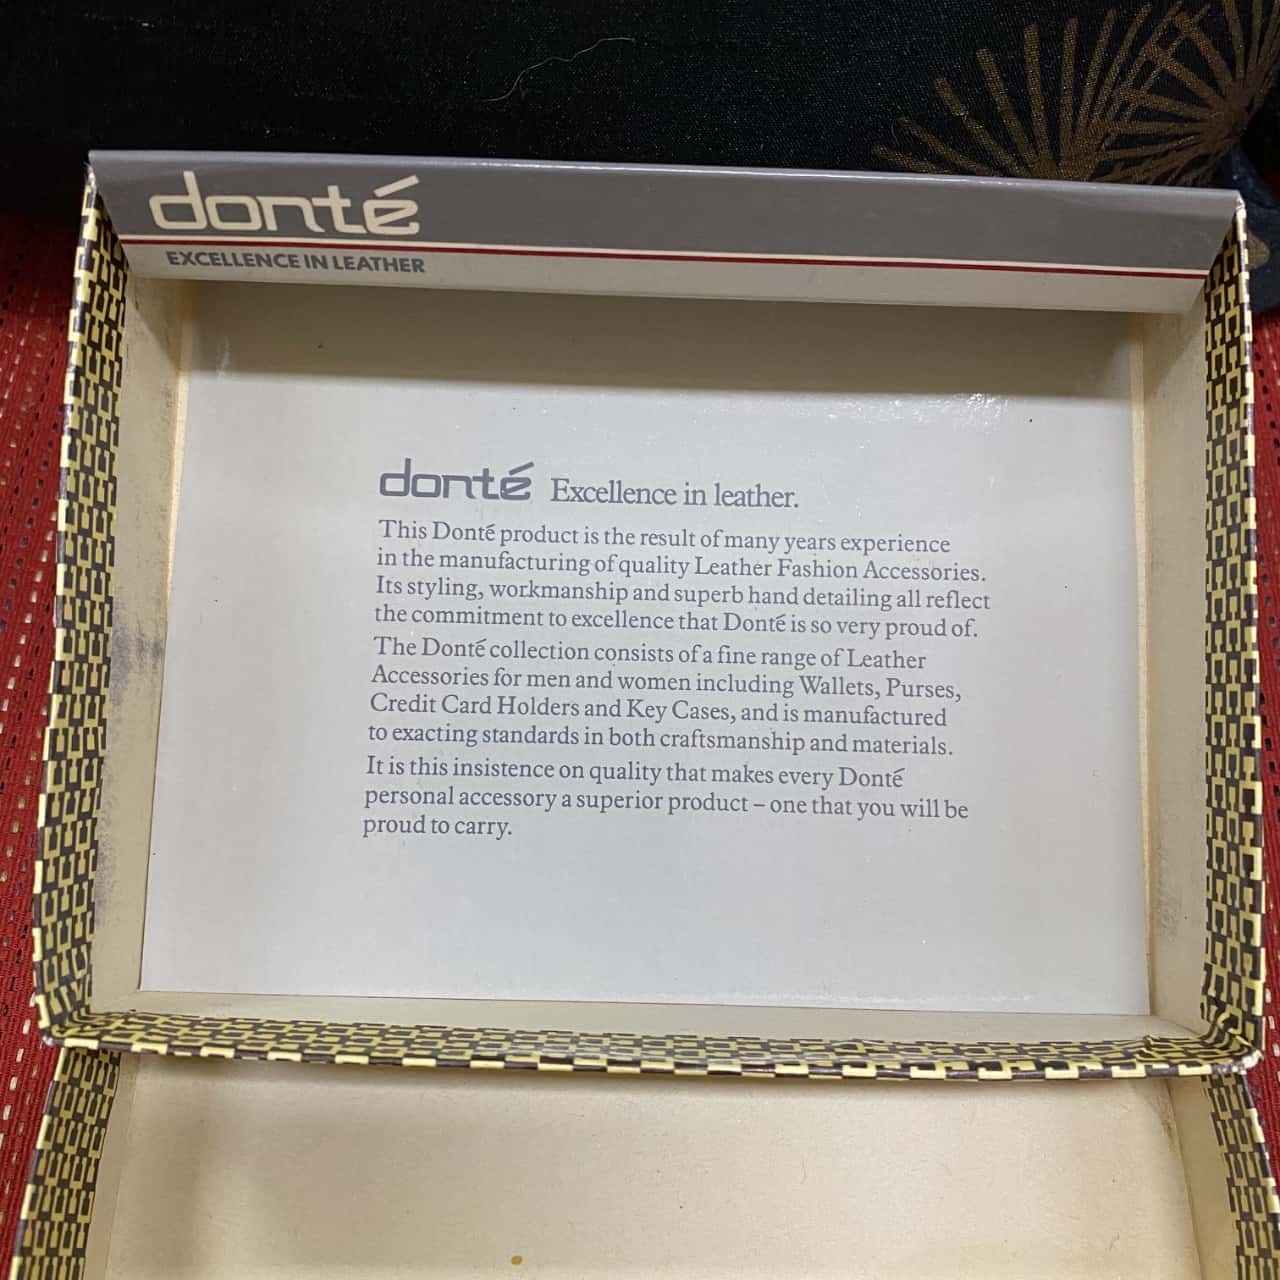 donté
EXCELLENCE IN LEATHER
donté Excellence in leather.
This Donté product is the result of many years experience
in the manufacturing of quality Leather Fashion Accessories.
Its styling, workmanship and superb hand detailing all reflect
the commitment to excellence that Donté is so very proud of.
The Donté collection consists of a fine range of Leather
Accessories for men and women including Wallets, Purses,
Credit Card Holders and Key Cases, and is manufactured
to exacting standards in both craftsmanship and materials.
It is this insistence on quality that makes every Donté
personal accessory a superior product – one that you will be
proud to carry.